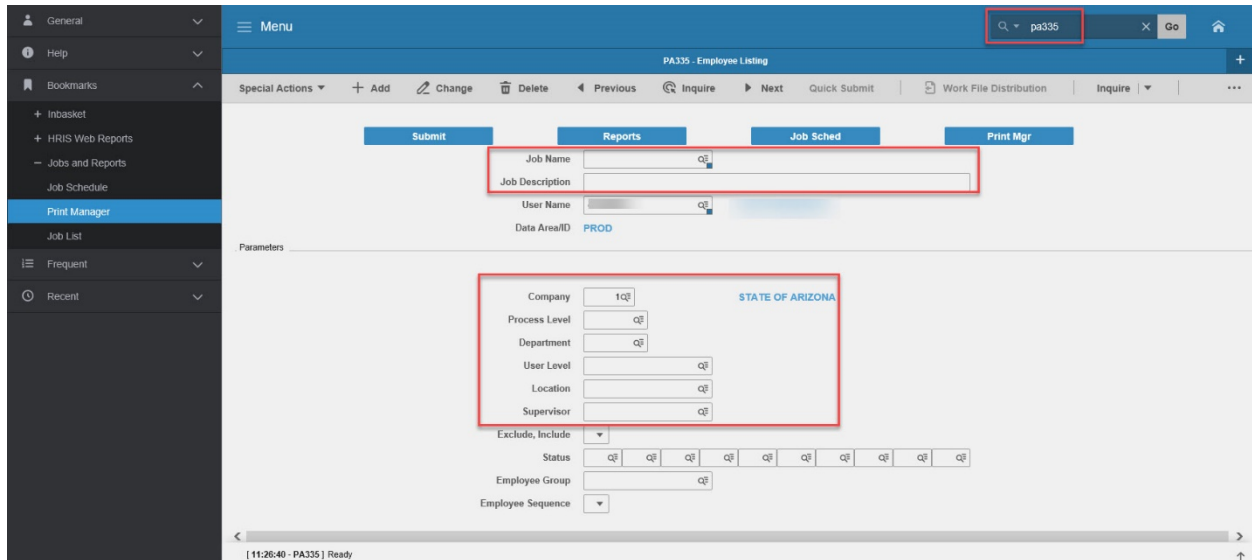 General
Help
Bookmarks
+ Inbasket
+ HRIS Web Reports
− Jobs and Reports
Job Schedule
Print Manager
Job List
Frequent
Recent
Menu
pa335
Go
PA335 - Employee Listing
+
Special Actions + Add Change Delete Previous Inquire Next Quick Submit Work File Distribution Inquire ...
Submit Reports Job Sched Print Mgr
Job Name
Job Description
User Name
Data Area/ID PROD
Parameters
Company 1 STATE OF ARIZONA
Process Level
Department
User Level
Location
Supervisor
Exclude, Include
Status
Employee Group
Employee Sequence
[ 11:26:40 - PA335 ] Ready